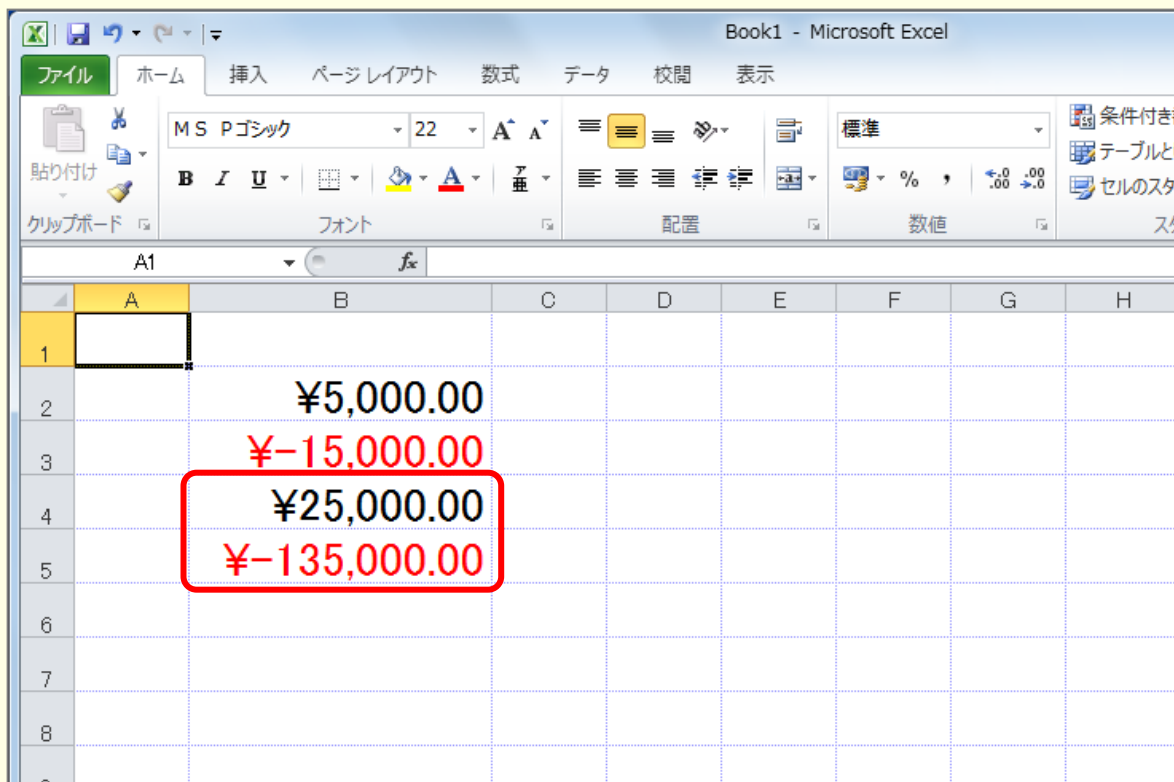 Book1 - Microsoft Excel
ファイル ホーム 挿入 ページ レイアウト 数式 データ 校閲 表示
ＭＳ Ｐゴシック 22 標準 条件付き
貼り付け B I U A ア亜 % , テーブルと
セルのスタ
クリップボード フォント 配置 数値 スタ
A1 fx
A B C D E F G H
1
2 ¥5,000.00
3 ¥-15,000.00
4 ¥25,000.00
5 ¥-135,000.00
6
7
8